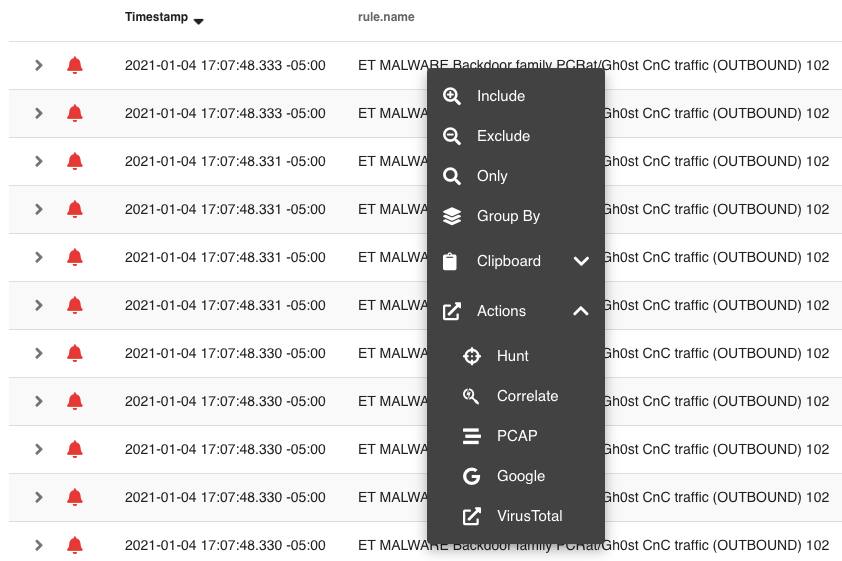 Timestamp rule.name
2021-01-04 17:07:48.333 -05:00 ET MALWARE Backdoor family PCRat/Gh0st CnC traffic (OUTBOUND) 102
Include
2021-01-04 17:07:48.333 -05:00 ET MALWA Gh0st CnC traffic (OUTBOUND) 102
Exclude
2021-01-04 17:07:48.331 -05:00 ET MALWA Gh0st CnC traffic (OUTBOUND) 102
Only
2021-01-04 17:07:48.331 -05:00 ET MALWA Gh0st CnC traffic (OUTBOUND) 102
Group By
2021-01-04 17:07:48.331 -05:00 ET MALWA Gh0st CnC traffic (OUTBOUND) 102
Clipboard
2021-01-04 17:07:48.331 -05:00 ET MALWA Gh0st CnC traffic (OUTBOUND) 102
Actions
2021-01-04 17:07:48.330 -05:00 ET MALWA Gh0st CnC traffic (OUTBOUND) 102
Hunt
2021-01-04 17:07:48.330 -05:00 ET MALWA Gh0st CnC traffic (OUTBOUND) 102
Correlate
PCAP
2021-01-04 17:07:48.330 -05:00 ET MALWA Gh0st CnC traffic (OUTBOUND) 102
Google
2021-01-04 17:07:48.330 -05:00 ET MALWA Gh0st CnC traffic (OUTBOUND) 102
VirusTotal
2021-01-04 17:07:48.330 -05:00 ET MALWARE Backdoor family PCRat/Gh0st CnC traffic (OUTBOUND) 102